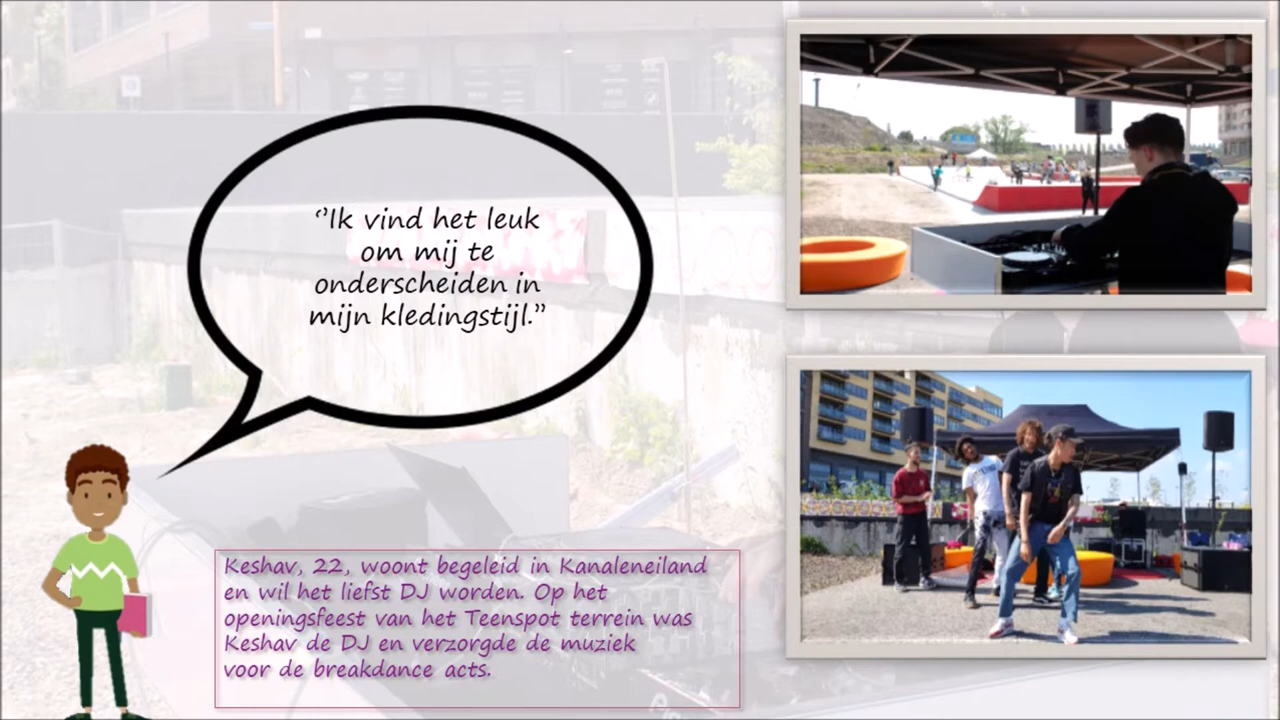 ‘’Ik vind het leuk
om mij te
onderscheiden in
mijn kledingstijl.”
Keshav, 22, woont begeleid in Kanaleneiland
en wil het liefst DJ worden. Op het
openingsfeest van het Teenspot terrein was
Keshav de DJ en verzorgde de muziek
voor de breakdance acts.